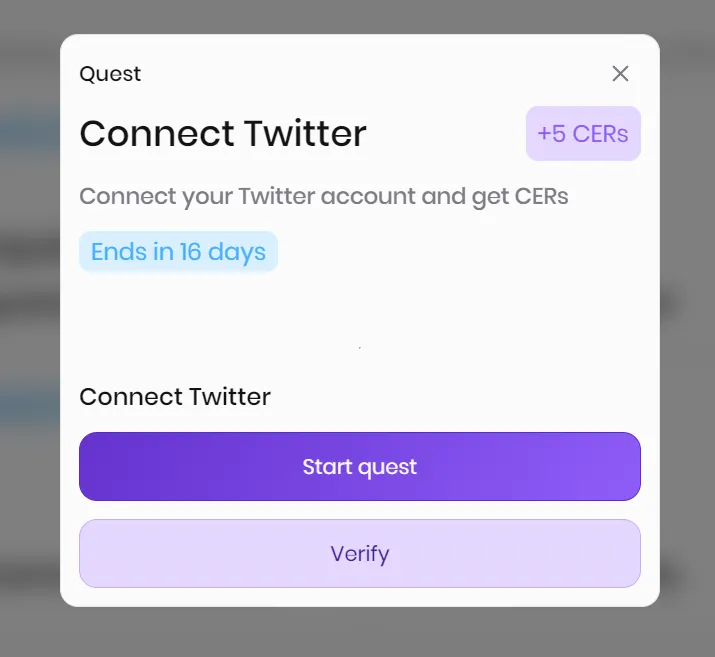 Quest
Connect Twitter
+5 CERs
Connect your Twitter account and get CERs
Ends in 16 days
Connect Twitter
Start quest
Verify